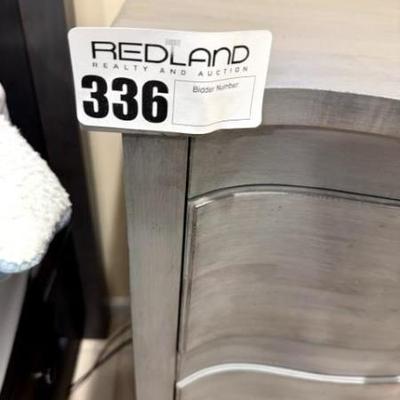 REDLAND
REALTY AND AUCTION
336
Bidder Number